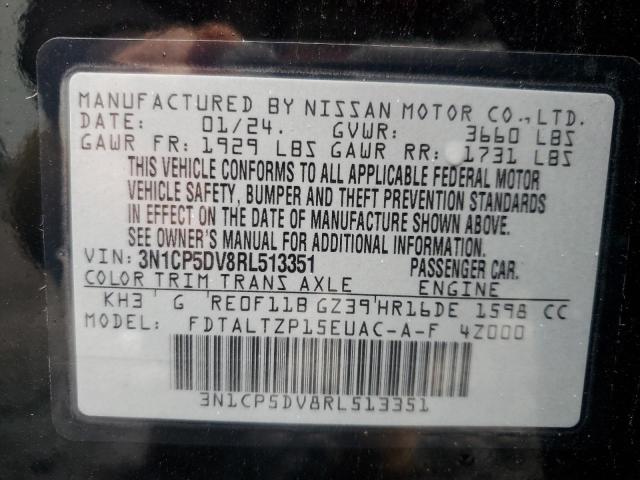 MANUFACTURED BY NISSAN MOTOR CO., LTD.
DATE: 01/24. GVWR: 3660 LBS
GAWR FR: 1929 LBS GAWR RR: 1731 LBS
THIS VEHICLE CONFORMS TO ALL APPLICABLE FEDERAL MOTOR
VEHICLE SAFETY, BUMPER AND THEFT PREVENTION STANDARDS
IN EFFECT ON THE DATE OF MANUFACTURE SHOWN ABOVE.
SEE OWNER'S MANUAL FOR ADDITIONAL INFORMATION.
VIN: 3N1CP5DV8RL513351 PASSENGER CAR.
COLOR TRIM TRANS AXLE ENGINE
KH3 G RE0F11B GZ39 HR16DE 1598 CC
MODEL: FDTALTZP15EUAC-A-F 4Z000
3N1CP5DV8RL513351